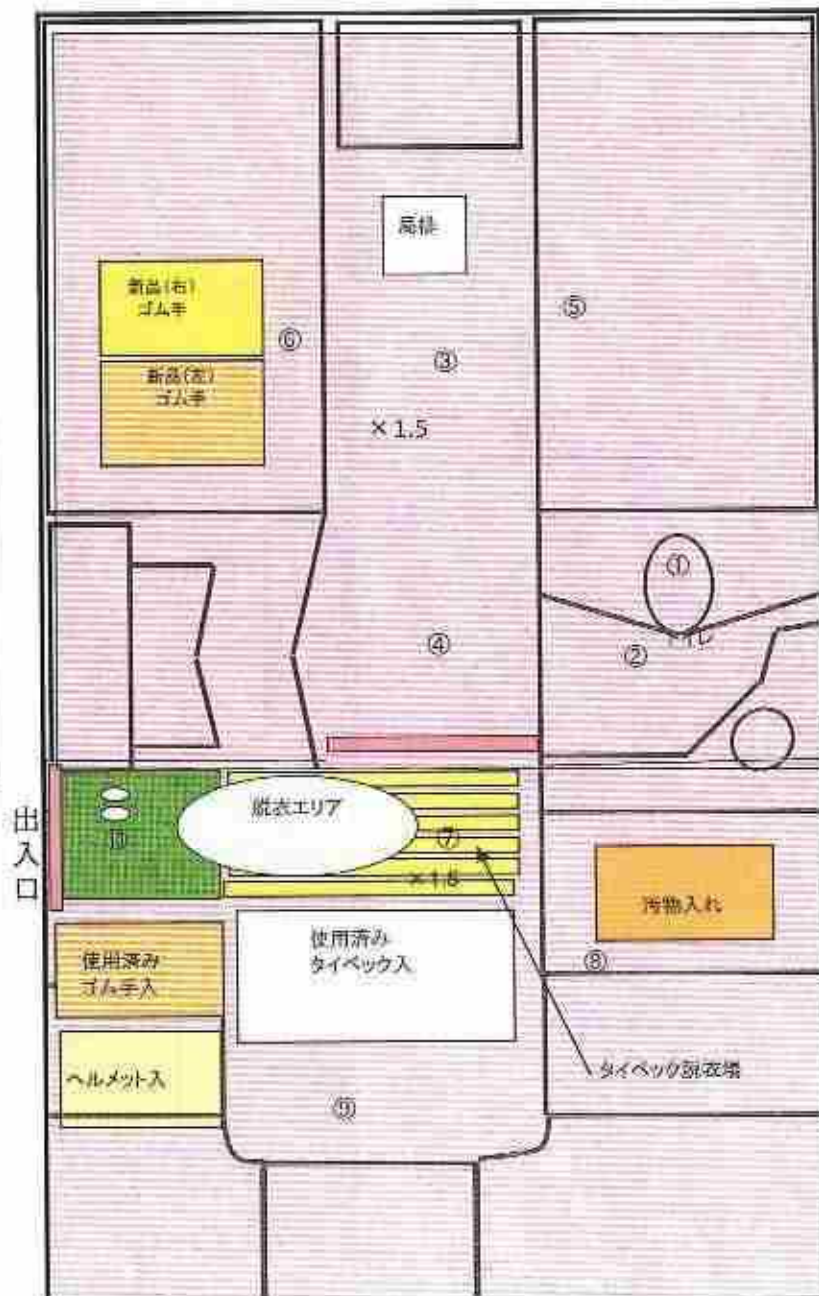 局排
新品(右)
ゴム手
⑥
⑤
③
新品(左)
ゴム手
×1.5
①
トイレ
④
②
出入口
脱衣エリア
⑦
×1.5
汚物入れ
使用済み
ゴム手入
使用済み
タイベック入
⑧
ヘルメット入
タイベック脱衣場
⑨